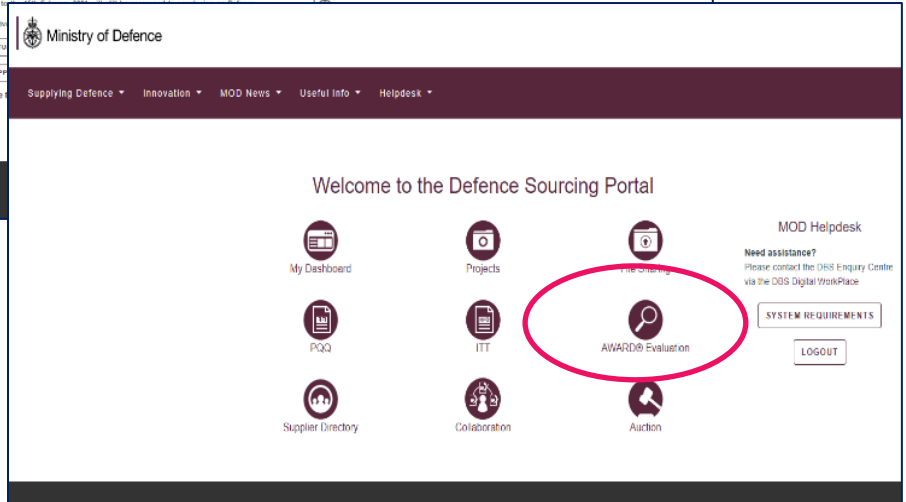 Ministry of Defence
Supplying Defence
Innovation
MOD News
Useful Info
Helpdesk
Welcome to the Defence Sourcing Portal
My Dashboard
Projects
File Sharing
MOD Helpdesk
Need assistance?
Please contact the DBS Enquiry Centre
via the DBS Digital WorkPlace
SYSTEM REQUIREMENTS
LOGOUT
PQQ
ITT
AWARD® Evaluation
Supplier Directory
Collaboration
Auction